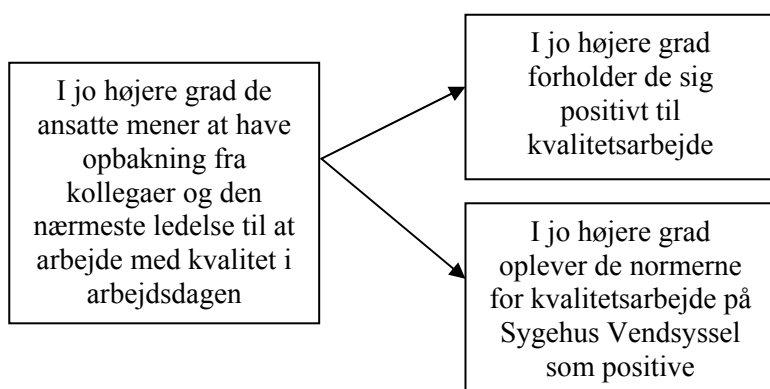 I jo højere grad de
ansatte mener at have
opbakning fra
kollegaer og den
nærmeste ledelse til at
arbejde med kvalitet i
arbejdsdagen
I jo højere grad
forholder de sig
positivt til
kvalitetsarbejde
I jo højere grad
oplever de normerne
for kvalitetsarbejde på
Sygehus Vendsyssel
som positive